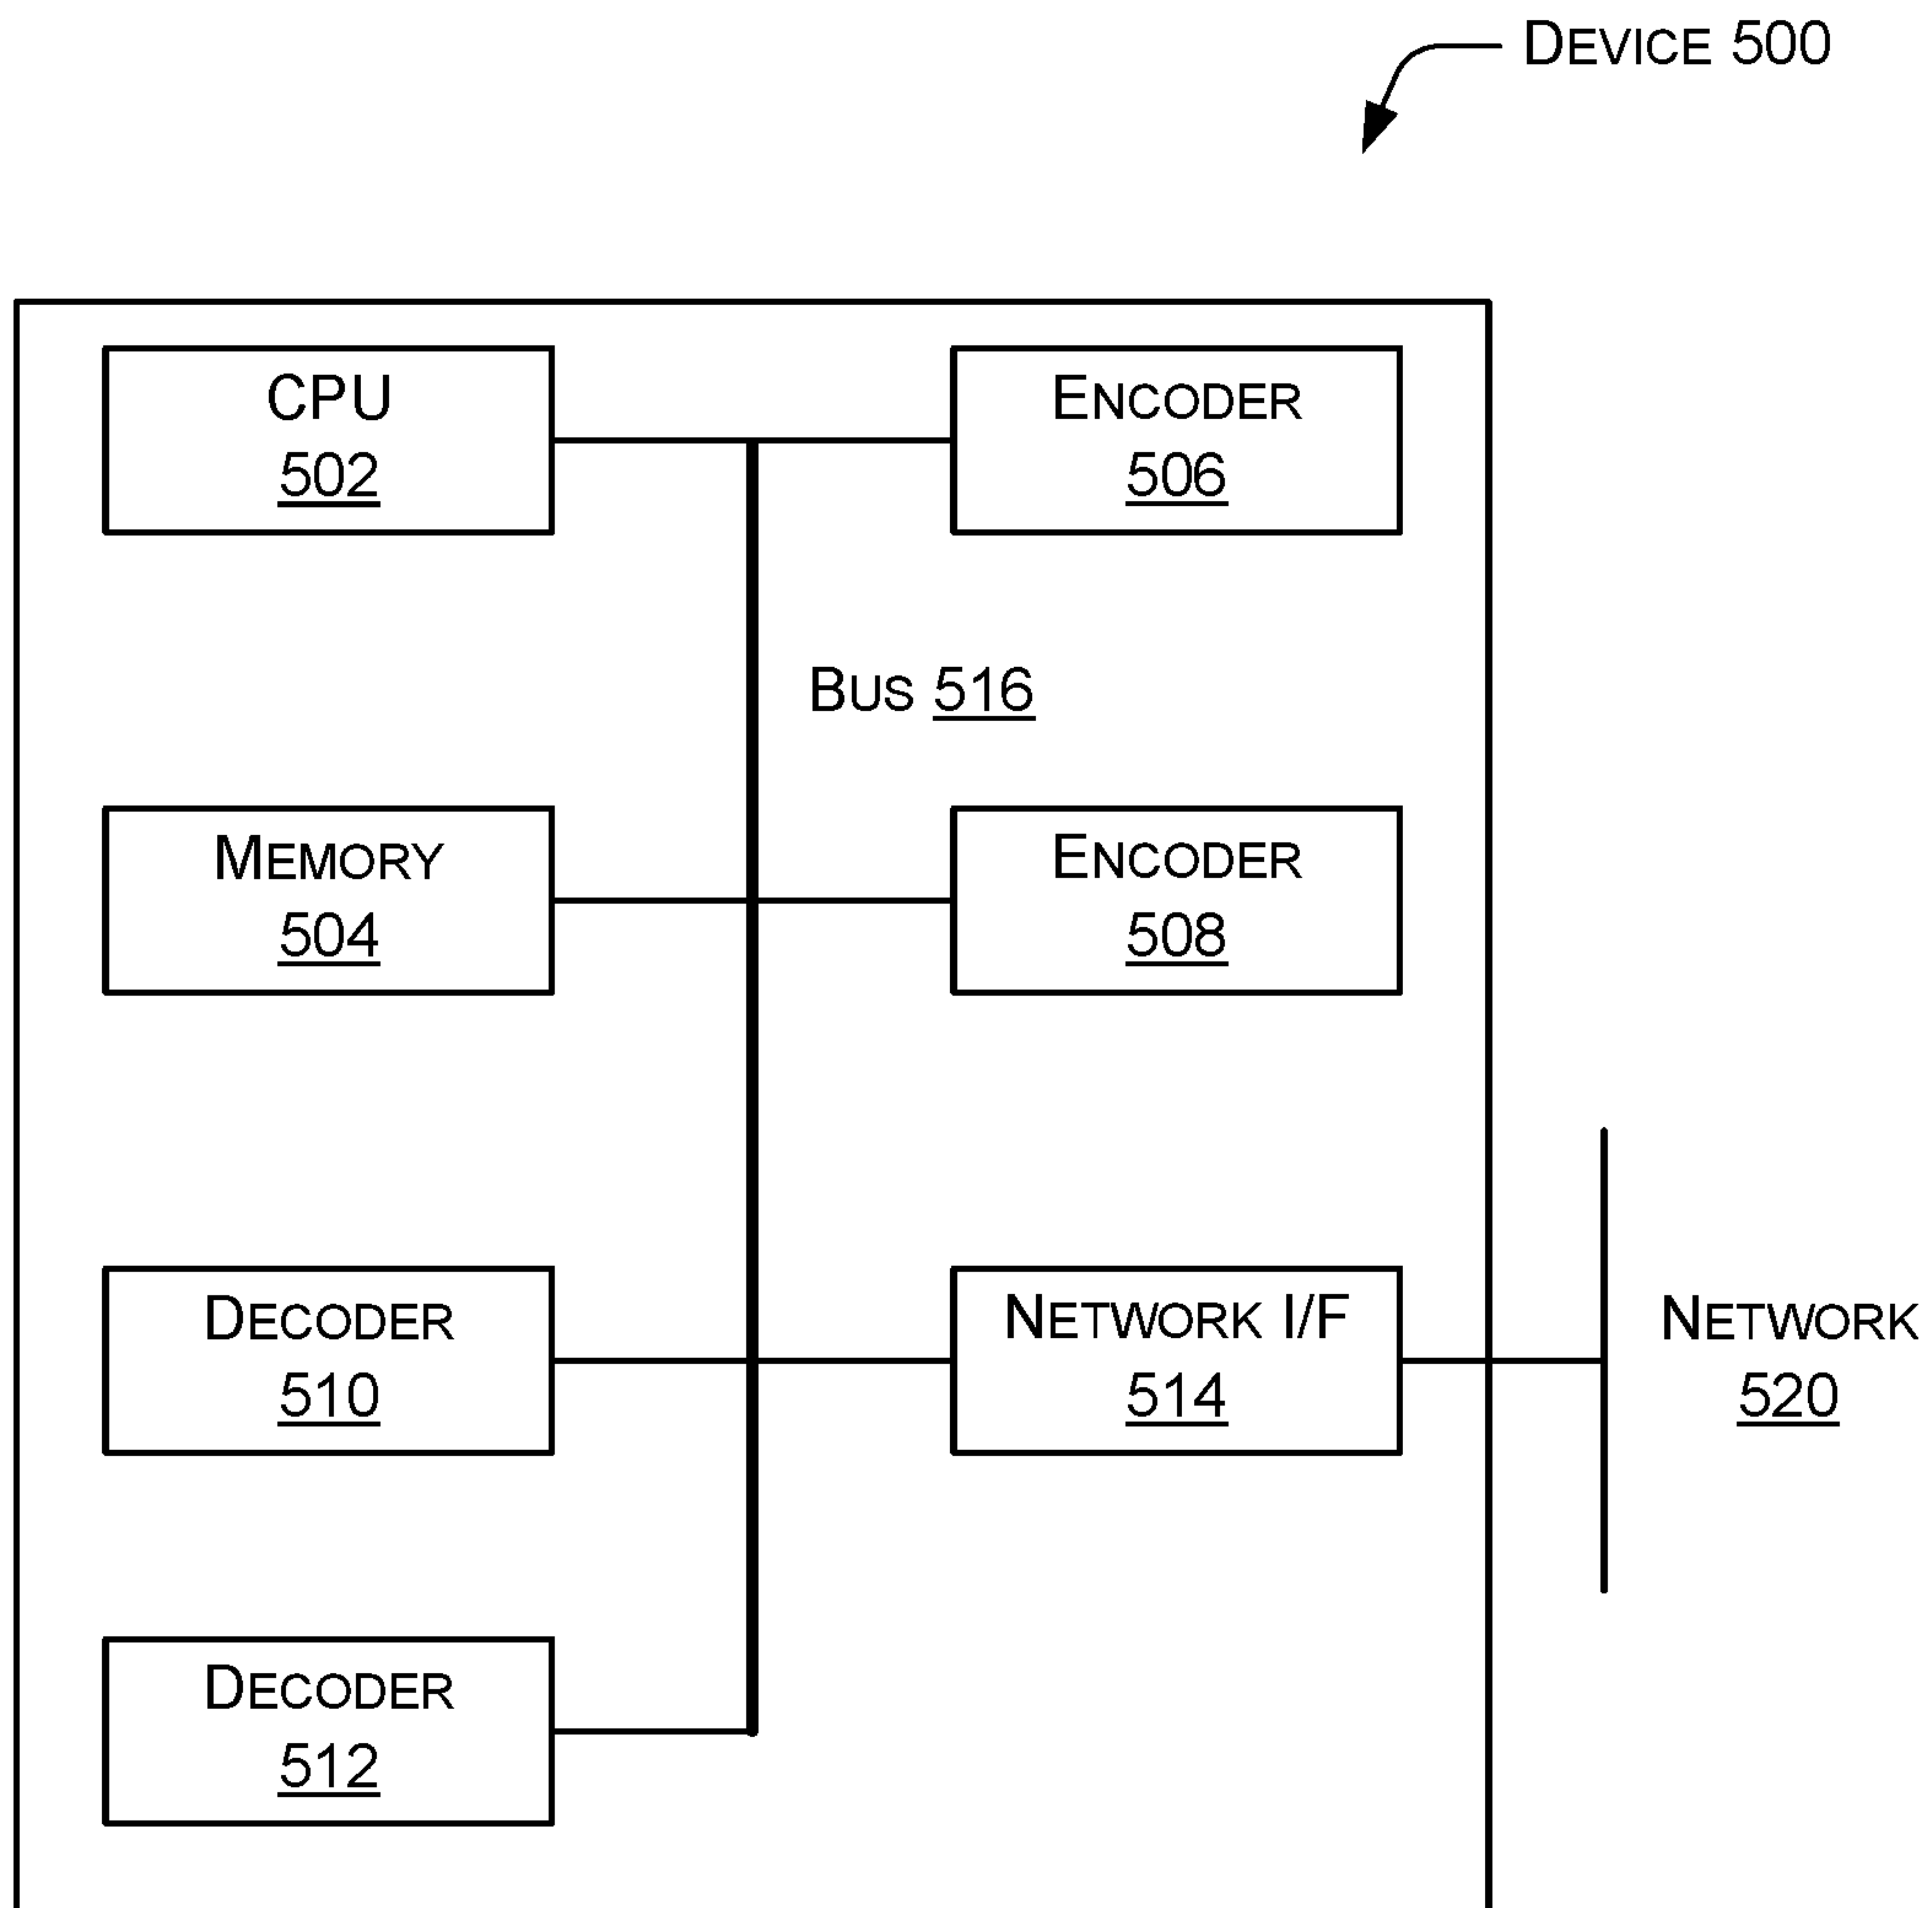 DEVICE 500
CPU
502
ENCODER
506
BUS 516
MEMORY
504
ENCODER
508
DECODER
510
NETWORK I/F
514
NETWORK
520
DECODER
512